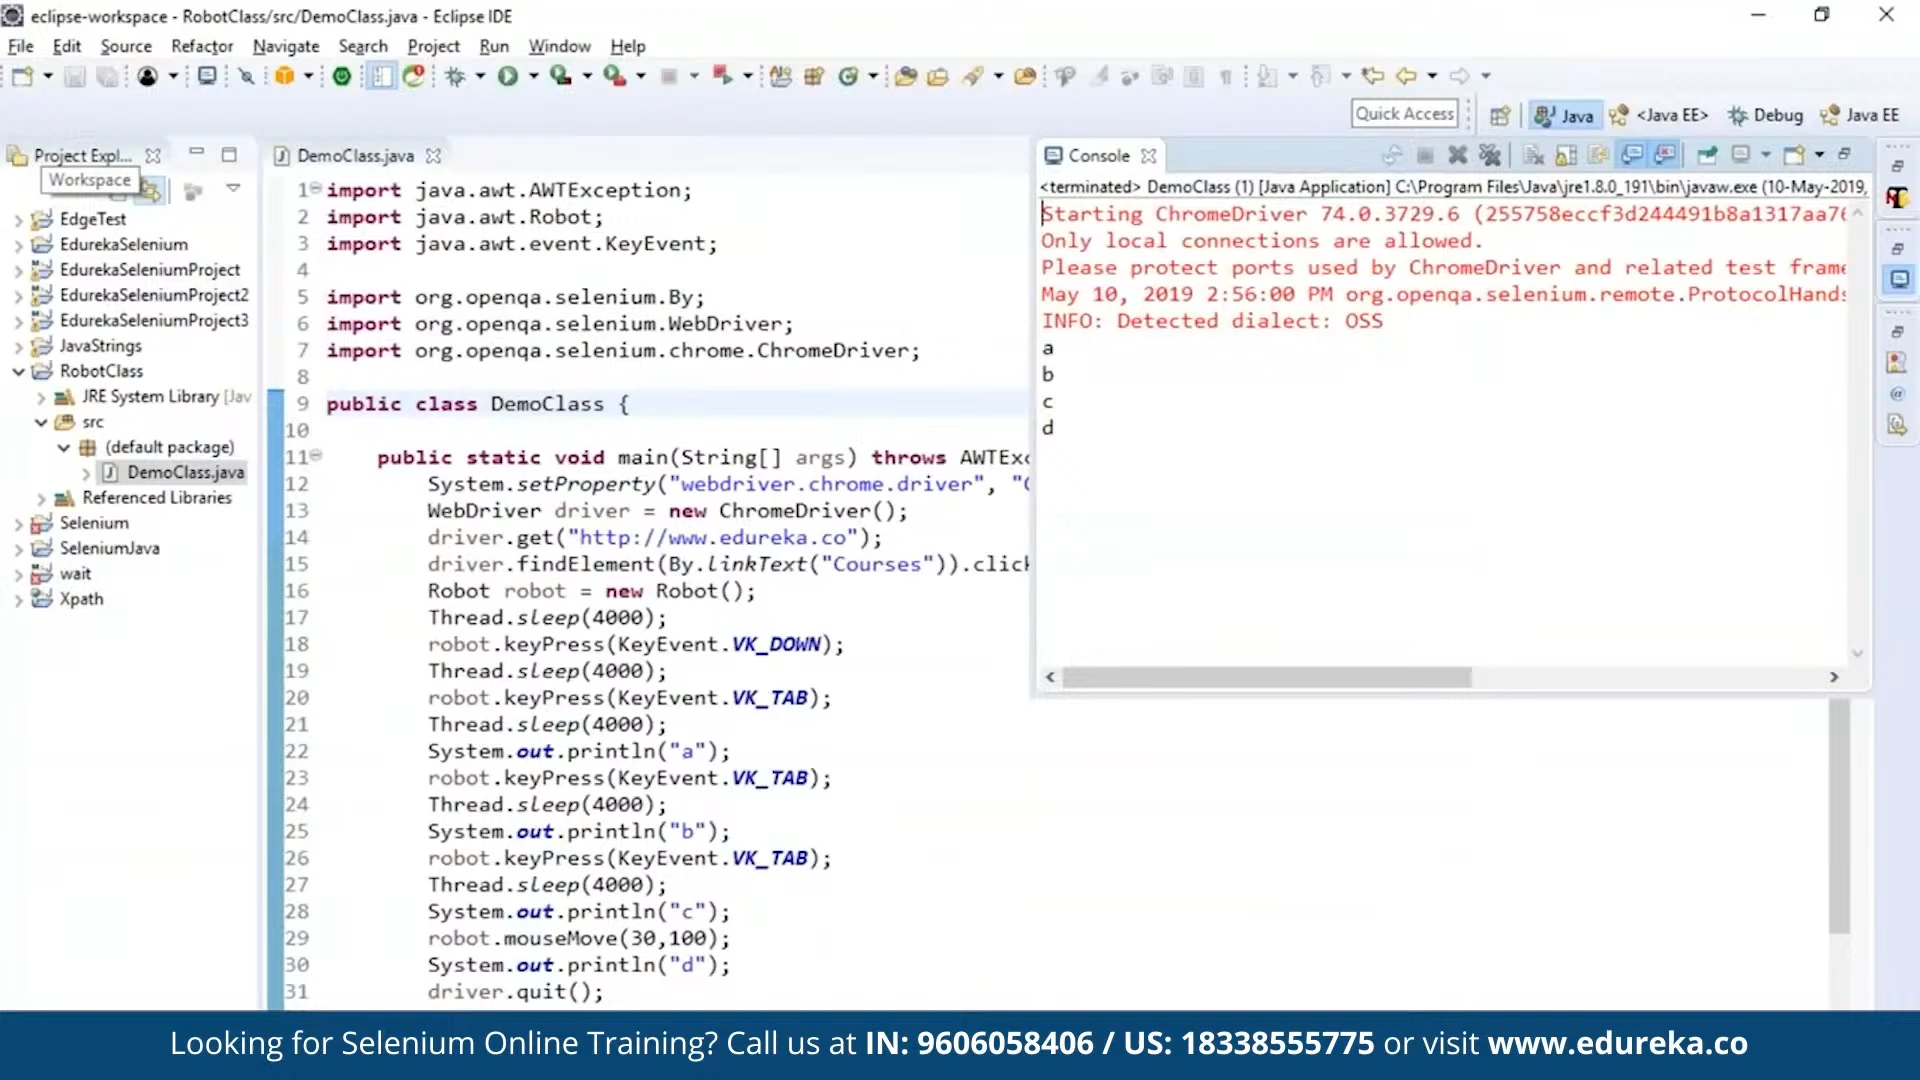 eclipse-workspace - RobotClass/src/DemoClass.java - Eclipse IDE
File Edit Source Refactor Navigate Search Project Run Window Help
Quick Access
Java
<Java EE>
Debug
Java EE
Project Expl...
Workspace
EdgeTest
EdurekaSelenium
EdurekaSeleniumProject
EdurekaSeleniumProject2
EdurekaSeleniumProject3
JavaStrings
RobotClass
JRE System Library [Jav
src
(default package)
DemoClass.java
Referenced Libraries
Selenium
SeleniumJava
wait
Xpath
DemoClass.java
1 import java.awt.AWTException;
2 import java.awt.Robot;
3 import java.awt.event.KeyEvent;
4
5 import org.openqa.selenium.By;
6 import org.openqa.selenium.WebDriver;
7 import org.openqa.selenium.chrome.ChromeDriver;
8
9 public class DemoClass {
10
11 public static void main(String[] args) throws AWTExc
12 System.setProperty("webdriver.chrome.driver", "C
13 WebDriver driver = new ChromeDriver();
14 driver.get("http://www.edureka.co");
15 driver.findElement(By.linkText("Courses")).click
16 Robot robot = new Robot();
17 Thread.sleep(4000);
18 robot.keyPress(KeyEvent.VK_DOWN);
19 Thread.sleep(4000);
20 robot.keyPress(KeyEvent.VK_TAB);
21 Thread.sleep(4000);
22 System.out.println("a");
23 robot.keyPress(KeyEvent.VK_TAB);
24 Thread.sleep(4000);
25 System.out.println("b");
26 robot.keyPress(KeyEvent.VK_TAB);
27 Thread.sleep(4000);
28 System.out.println("c");
29 robot.mouseMove(30,100);
30 System.out.println("d");
31 driver.quit();
Console
<terminated> DemoClass (1) [Java Application] C:\Program Files\Java\jre1.8.0_191\bin\javaw.exe (10-May-2019,
Starting ChromeDriver 74.0.3729.6 (255758eccf3d244491b8a1317aa76
Only local connections are allowed.
Please protect ports used by ChromeDriver and related test frame
May 10, 2019 2:56:00 PM org.openqa.selenium.remote.ProtocolHands
INFO: Detected dialect: OSS
a
b
c
d
Looking for Selenium Online Training? Call us at IN: 9606058406 / US: 18338555775 or visit www.edureka.co